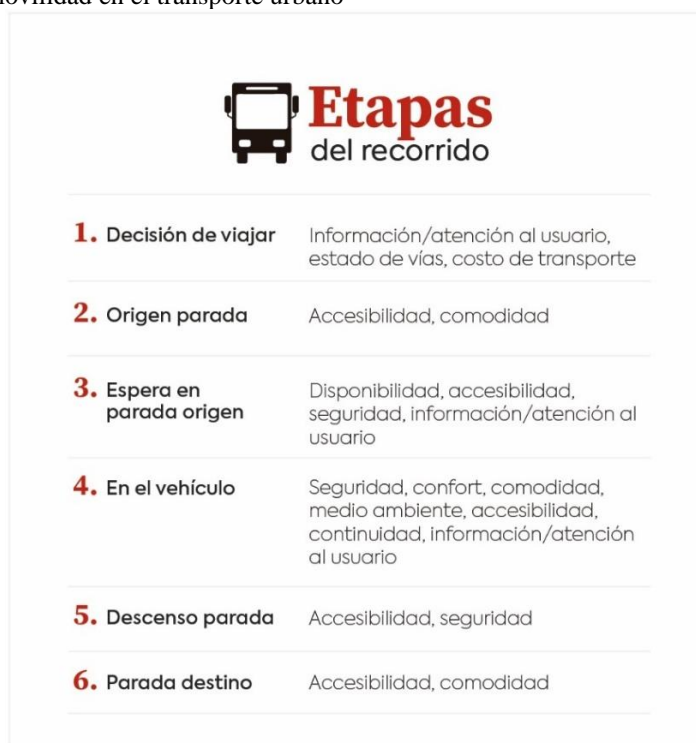 movilidad en el transporte urbano
Etapas
del recorrido
1. Decisión de viajar
Información/atención al usuario,
estado de vías, costo de transporte
2. Origen parada
Accesibilidad, comodidad
3. Espera en
parada origen
Disponibilidad, accesibilidad,
seguridad, información/atención al
usuario
4. En el vehículo
Seguridad, confort, comodidad,
medio ambiente, accesibilidad,
continuidad, información/atención
al usuario
5. Descenso parada
Accesibilidad, seguridad
6. Parada destino
Accesibilidad, comodidad